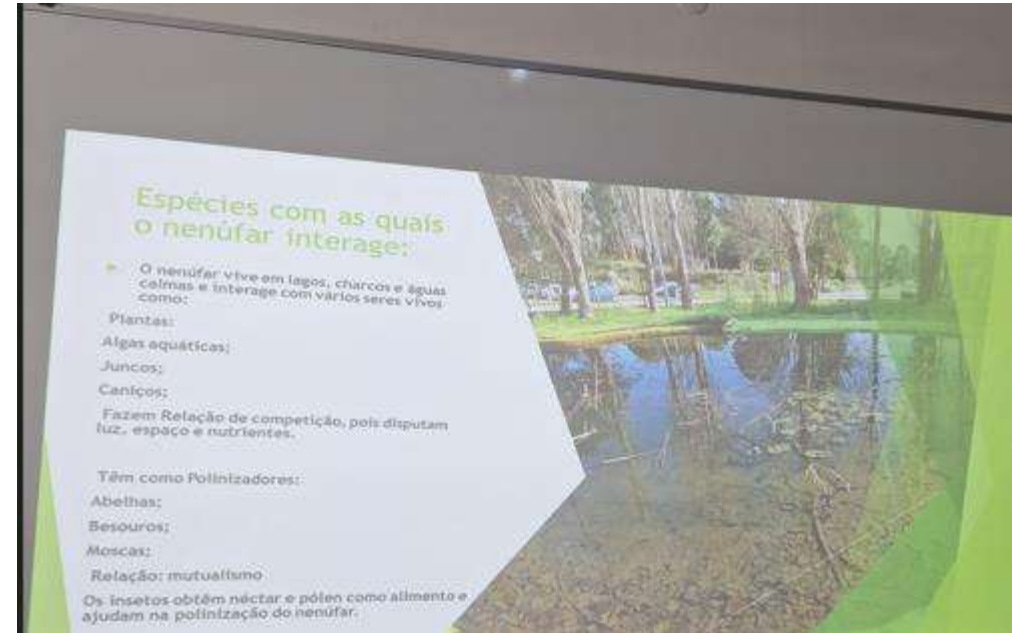 Espécies com as quais
o nenúfar interage:
O nenúfar vive em lagos, charcos e águas
calmas e interage com vários seres vivos
como:
Plantas:
Algas aquáticas;
Juncos;
Caniços;
Fazem Relação de competição, pois disputam
luz, espaço e nutrientes.
Têm como Polinizadores:
Abelhas;
Besouros;
Moscas;
Relação: mutualismo
Os insetos obtêm néctar e pólen como alimento e
ajudam na polinização do nenúfar.